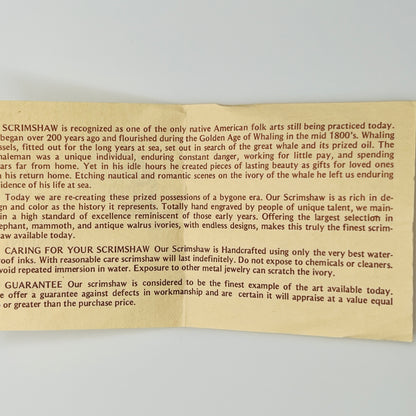 SCRIMSHAW is recognized as one of the only native American folk arts still being practiced today.
began over 200 years ago and flourished during the Golden Age of Whaling in the mid 1800's. Whaling
ssels, fitted out for the long years at sea, set out in search of the great whale and its prized oil. The
haleman was a unique individual, enduring constant danger, working for little pay, and spending
ars far from home. Yet in his idle hours he created pieces of lasting beauty as gifts for loved ones
his return home. Etching nautical and romantic scenes on the ivory of the whale he left us enduring
idence of his life at sea.
Today we are re-creating these prized possessions of a bygone era. Our Scrimshaw is as rich in de-
gn and color as the history it represents. Totally hand engraved by people of unique talent, we main-
in a high standard of excellence reminiscent of those early years. Offering the largest selection in
ephant, mammoth, and antique walrus ivories, with endless designs, makes this truly the finest scrim-
aw available today.
CARING FOR YOUR SCRIMSHAW Our Scrimshaw is Handcrafted using only the very best water-
oof inks. With reasonable care scrimshaw will last indefinitely. Do not expose to chemicals or cleaners.
void repeated immersion in water. Exposure to other metal jewelry can scratch the ivory.
GUARANTEE Our scrimshaw is considered to be the finest example of the art available today.
e offer a guarantee against defects in workmanship and are certain it will appraise at a value equal
or greater than the purchase price.